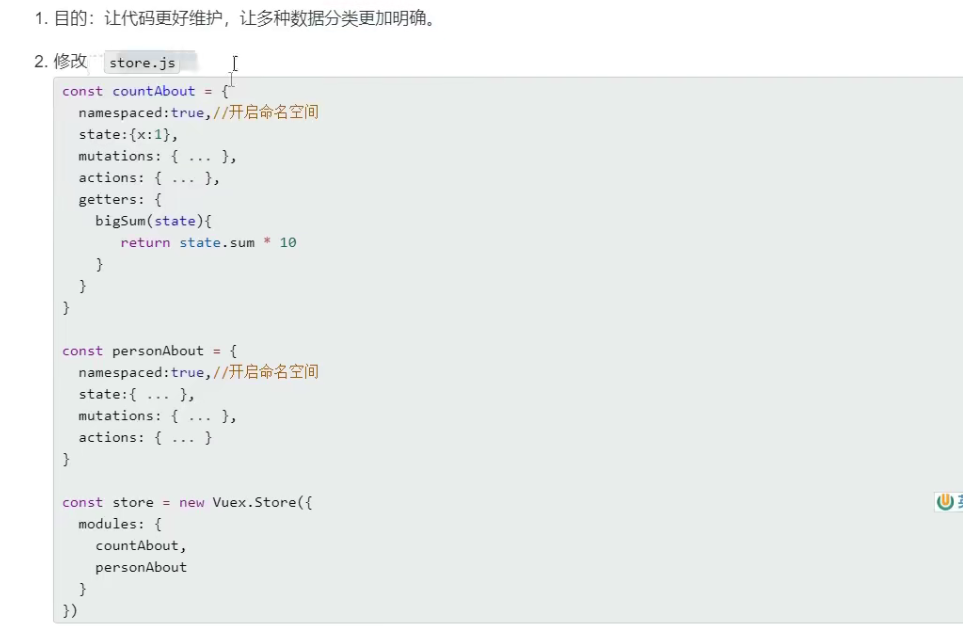 1. 目的：让代码更好维护，让多种数据分类更加明确。
2. 修改 store.js
const countAbout = {
  namespaced:true,//开启命名空间
  state:{x:1},
  mutations: { ... },
  actions: { ... },
  getters: {
    bigSum(state){
       return state.sum * 10
    }
  }
}

const personAbout = {
  namespaced:true,//开启命名空间
  state:{ ... },
  mutations: { ... },
  actions: { ... }
}

const store = new Vuex.Store({
  modules: {
    countAbout,
    personAbout
  }
})